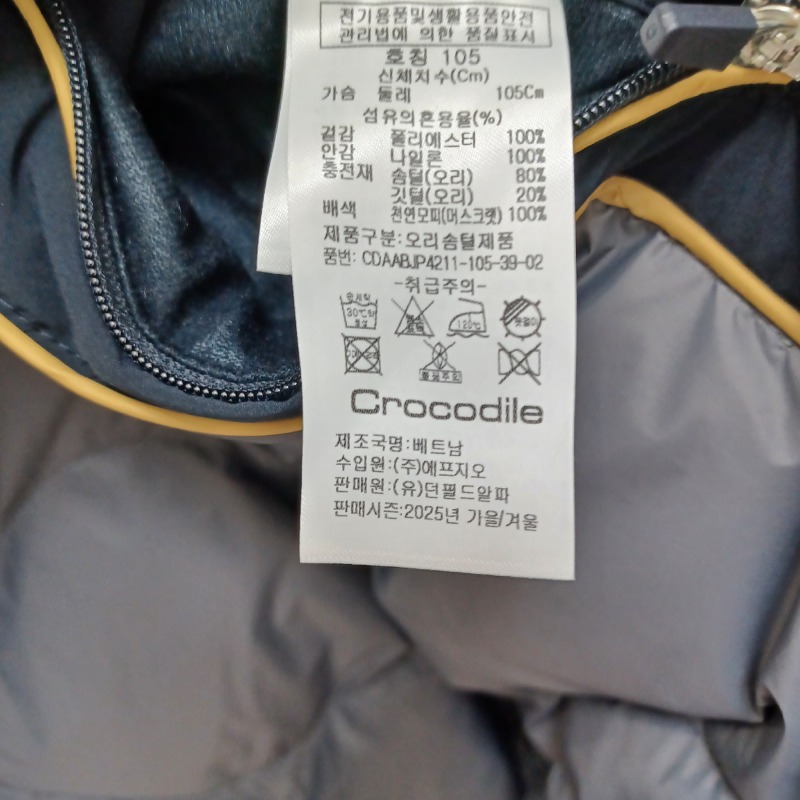 전기용품및생활용품안전
관리법에 의한 품질표시
호칭 105
신체치수(Cm)
가슴 둘레 105Cm
섬유의혼용율(%)
겉감 폴리에스터 100%
안감 나일론 100%
충전재 솜털(오리) 80%
깃털(오리) 20%
배색 천연모피(머스크랫) 100%
제품구분:오리솜털제품
품번: CDAABJP4211-105-39-02
-취급주의-
30℃
120℃
Crocodile
제조국명:베트남
수입원:(주)에프지오
판매원:(유)던필드알파
판매시즌:2025년 가을/겨울